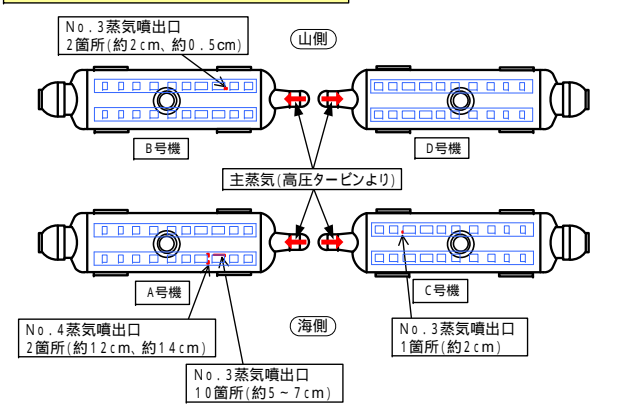 No.3蒸気噴出口
2箇所(約2cm、約0.5cm)
山側
B号機
D号機
主蒸気(高圧タービンより)
A号機
C号機
No.4蒸気噴出口
2箇所(約12cm、約14cm)
海側
No.3蒸気噴出口
1箇所(約2cm)
No.3蒸気噴出口
10箇所(約5~7cm)